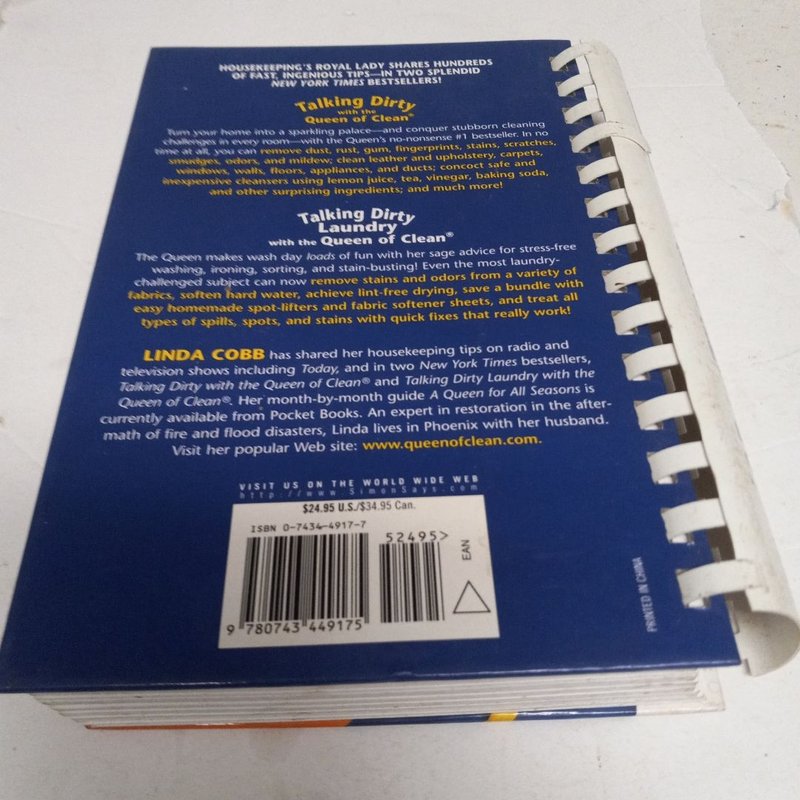 HOUSEKEEPING'S ROYAL LADY SHARES HUNDREDS
OF FAST, INGENIOUS TIPS—IN TWO SPLENDID
NEW YORK TIMES BESTSELLERS!
Talking Dirty
with the
Queen of Clean®
Turn your home into a sparkling palace—and conquer stubborn cleaning
challenges in every room—with the Queen's no-nonsense #1 bestseller. In no
time at all, you can remove dust, rust, gum, fingerprints, stains, scratches,
smudges, odors, and mildew; clean leather and upholstery, carpets,
windows, walls, floors, appliances, and ducts; concoct safe and
inexpensive cleansers using lemon juice, tea, vinegar, baking soda,
and other surprising ingredients; and much more!
Talking Dirty
Laundry
with the Queen of Clean®
The Queen makes wash day loads of fun with her sage advice for stress-free
washing, ironing, sorting, and stain-busting! Even the most laundry-
challenged subject can now remove stains and odors from a variety of
fabrics, soften hard water, achieve lint-free drying, save a bundle with
easy homemade spot-lifters and fabric softener sheets, and treat all
types of spills, spots, and stains with quick fixes that really work!
LINDA COBB has shared her housekeeping tips on radio and
television shows including Today, and in two New York Times bestsellers,
Talking Dirty with the Queen of Clean® and Talking Dirty Laundry with the
Queen of Clean®. Her month-by-month guide A Queen for All Seasons is
currently available from Pocket Books. An expert in restoration in the after-
math of fire and flood disasters, Linda lives in Phoenix with her husband.
Visit her popular Web site: www.queenofclean.com.
VISIT US ON THE WORLD WIDE WEB
http://www.SimonSays.com
$24.95 U.S./$34.95 Can.
ISBN 0-7434-4917-7
52495>
EAN
9 780743 449175
PRINTED IN CHINA